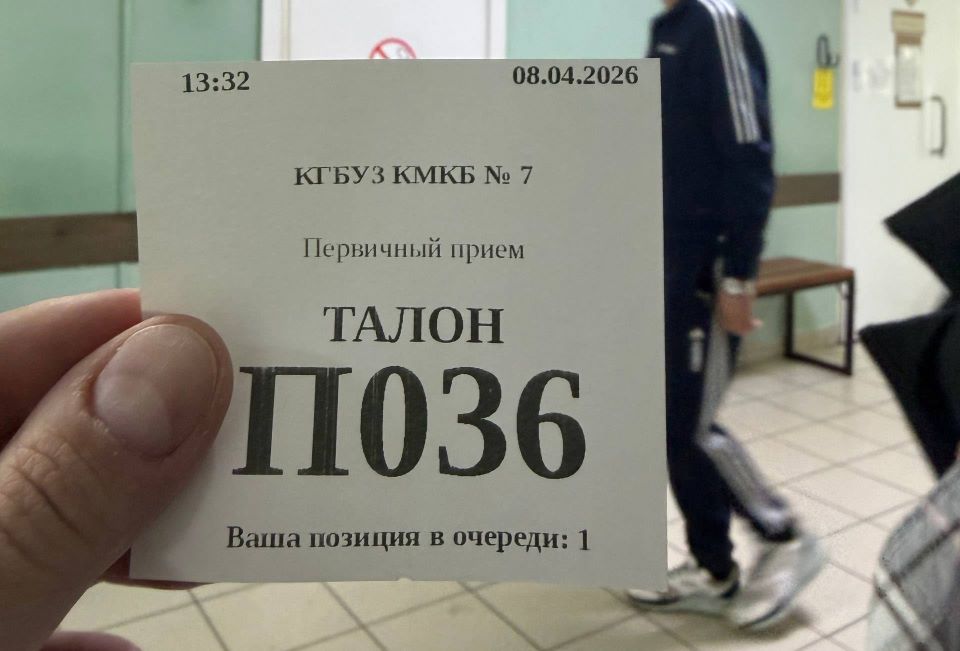 13:32 08.04.2026
КГБУЗ КМКБ № 7
Первичный прием
ТАЛОН
П036
Ваша позиция в очереди: 1